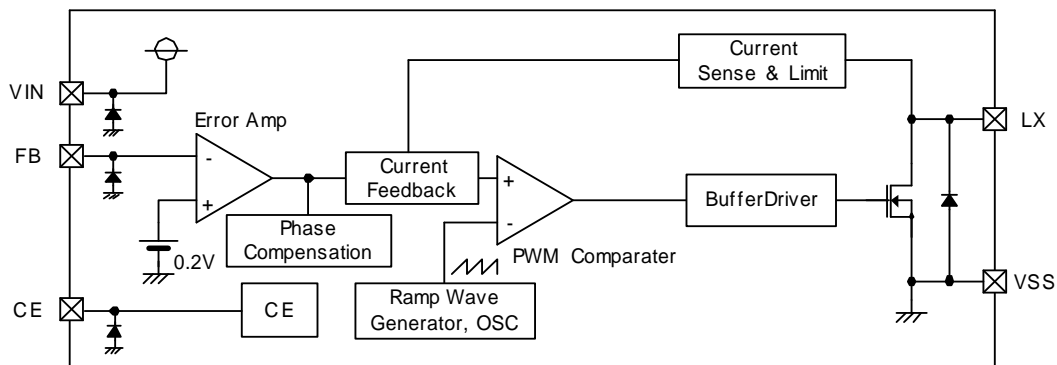 Current
Sense & Limit
VIN
LX
Error Amp
FB
-
Current
Feedback
+
BufferDriver
+
-
Phase
Compensation
PWM Comparater
0.2V
VSS
CE
CE
Ramp Wave
Generator, OSC